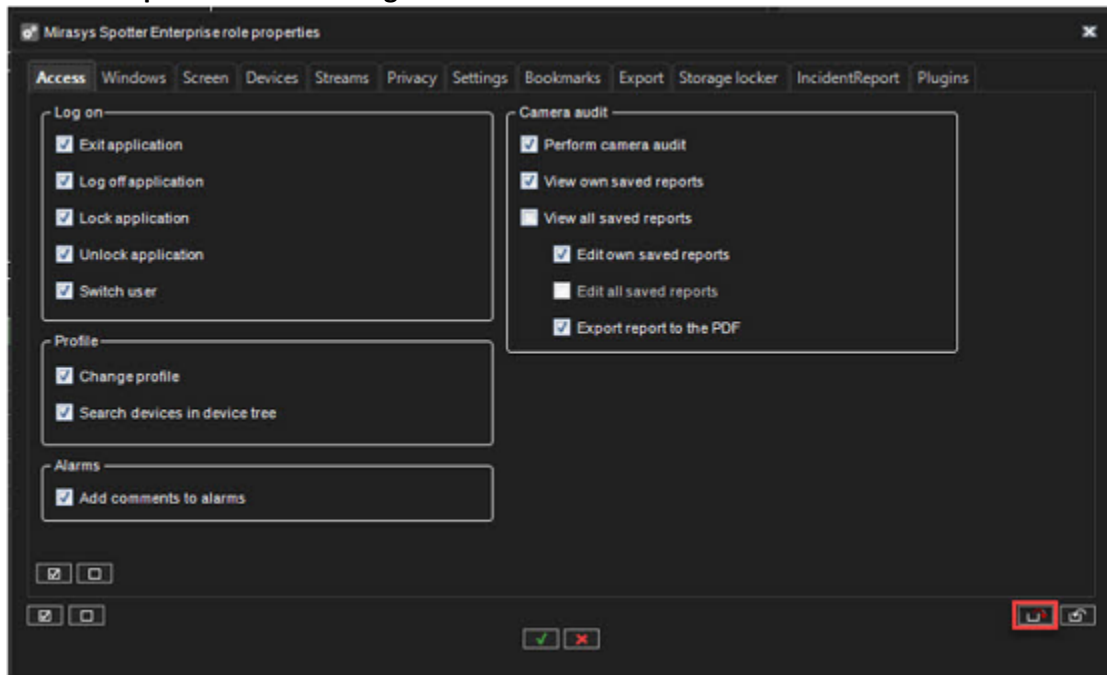 Mirasys Spotter Enterprise role properties
Access Windows Screen Devices Streams Privacy Settings Bookmarks Export Storage locker IncidentReport Plugins
Log on
Exit application
Log off application
Lock application
Unlock application
Switch user
Profile
Change profile
Search devices in device tree
Alarms
Add comments to alarms
Camera audit
Perform camera audit
View own saved reports
View all saved reports
Edit own saved reports
Edit all saved reports
Export report to the PDF